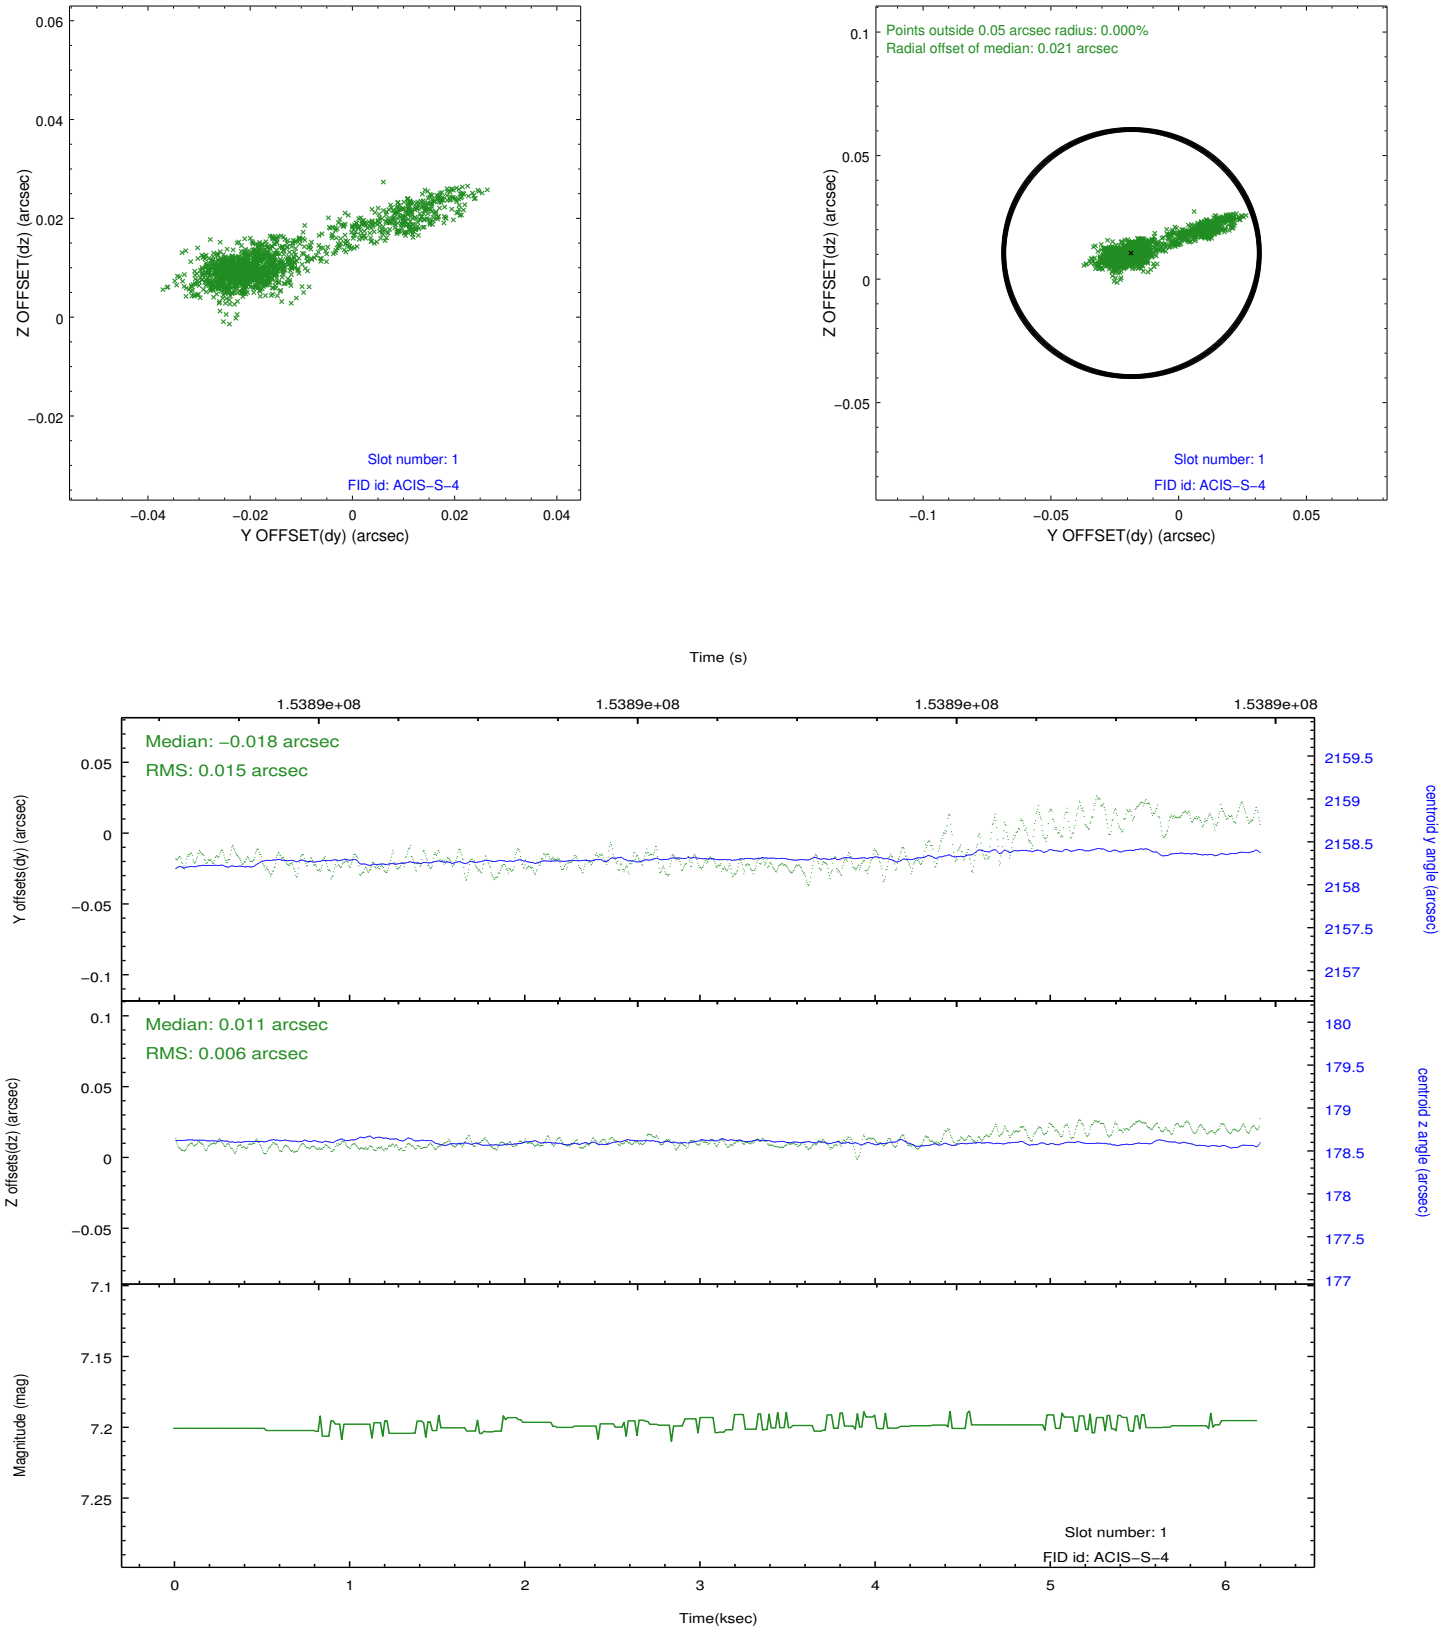 0.06
0.04
0.02
0
−0.02
Z OFFSET(dz) (arcsec)
Slot number: 1
FID id: ACIS−S−4
−0.04 −0.02 0 0.02 0.04
Y OFFSET(dy) (arcsec)
Points outside 0.05 arcsec radius: 0.000%
Radial offset of median: 0.021 arcsec
0.1
0.05
0
−0.05
Z OFFSET(dz) (arcsec)
Slot number: 1
FID id: ACIS−S−4
−0.1 −0.05 0 0.05
Y OFFSET(dy) (arcsec)
Time (s)
1.5389e+08 1.5389e+08 1.5389e+08 1.5389e+08
Median: −0.018 arcsec
RMS: 0.015 arcsec
0.05
0
−0.05
−0.1
Y offsets(dy) (arcsec)
2159.5
2159
2158.5
2158
2157.5
2157
centroid y angle (arcsec)
Median: 0.011 arcsec
RMS: 0.006 arcsec
0.1
0.05
0
−0.05
Z offsets(dz) (arcsec)
180
179.5
179
178.5
178
177.5
177
centroid z angle (arcsec)
7.1
7.15
7.2
7.25
Magnitude (mag)
Slot number: 1
FID id: ACIS−S−4
0 1 2 3 4 5 6
Time(ksec)